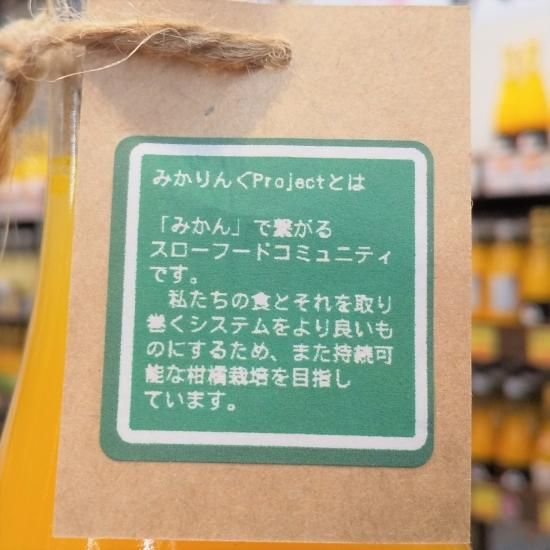 みかりんぐProjectとは
「みかん」で繋がる
スローフードコミュニティ
です。
　私たちの食とそれを取り
巻くシステムをより良いも
のにするため、また持続可
能な柑橘栽培を目指し
ています。